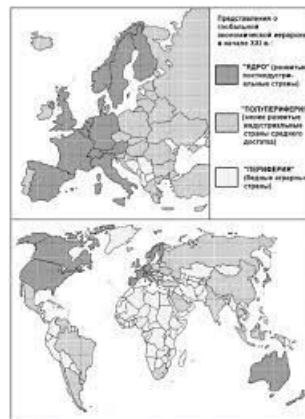 Представления о
глобальной
экономической иерархии
в начале XXI в.:
"ЯДРО" (развитые
постиндустри-
альные страны)
"ПОЛУПЕРИФЕРИЯ"
(менее развитые
индустриальные
страны среднего
достатка)
"ПЕРИФЕРИЯ"
(бедные аграрные
страны)